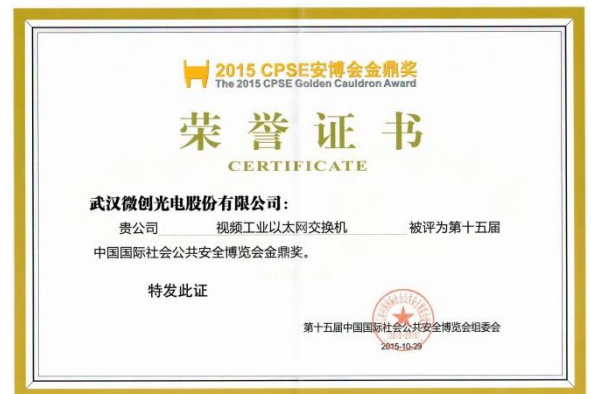 2015 CPSE安博会金鼎奖
The 2015 CPSE Golden Cauldron Award
荣誉证书
CERTIFICATE
武汉微创光电股份有限公司：
贵公司 视频工业以太网交换机 被评为第十五届
中国国际社会公共安全博览会金鼎奖。
特发此证
第十五届中国国际社会公共安全博览会组委会
2015-10-29